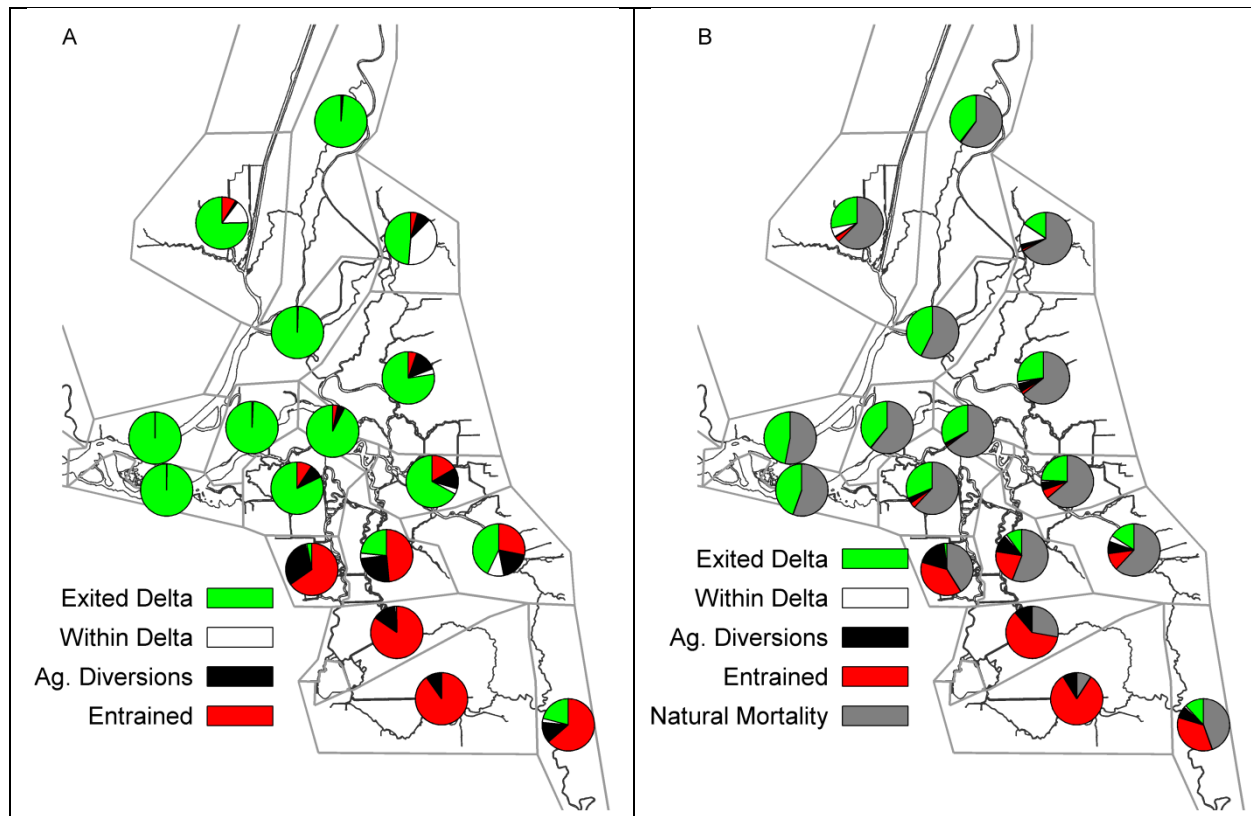 A
Exited Delta
Within Delta
Ag. Diversions
Entrained
B
Exited Delta
Within Delta
Ag. Diversions
Entrained
Natural Mortality